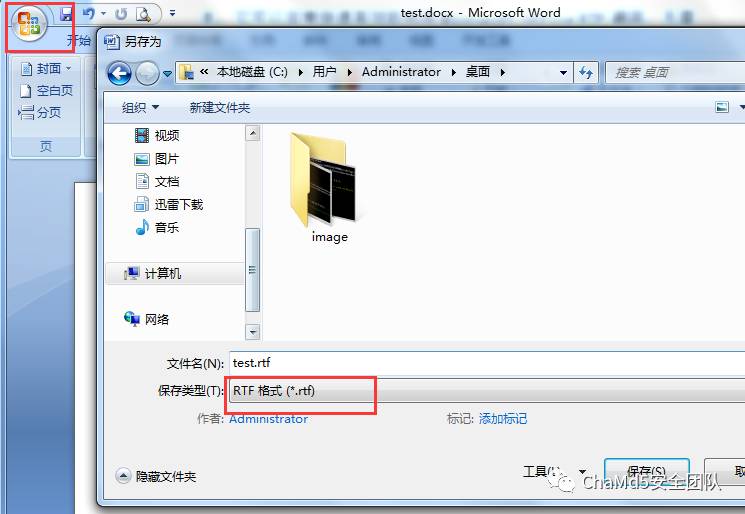 test.docx - Microsoft Word
开始
另存为
封面
空白页
分页
页
« 本地磁盘 (C:) 用户 Administrator 桌面
搜索 桌面
组织 新建文件夹
视频
图片
文档
迅雷下载
音乐
计算机
网络
image
文件名(N): test.rtf
保存类型(T): RTF 格式 (*.rtf)
作者: Administrator 标记: 添加标记
隐藏文件夹 工具(L) 保存(S)
ChaMd5安全团队